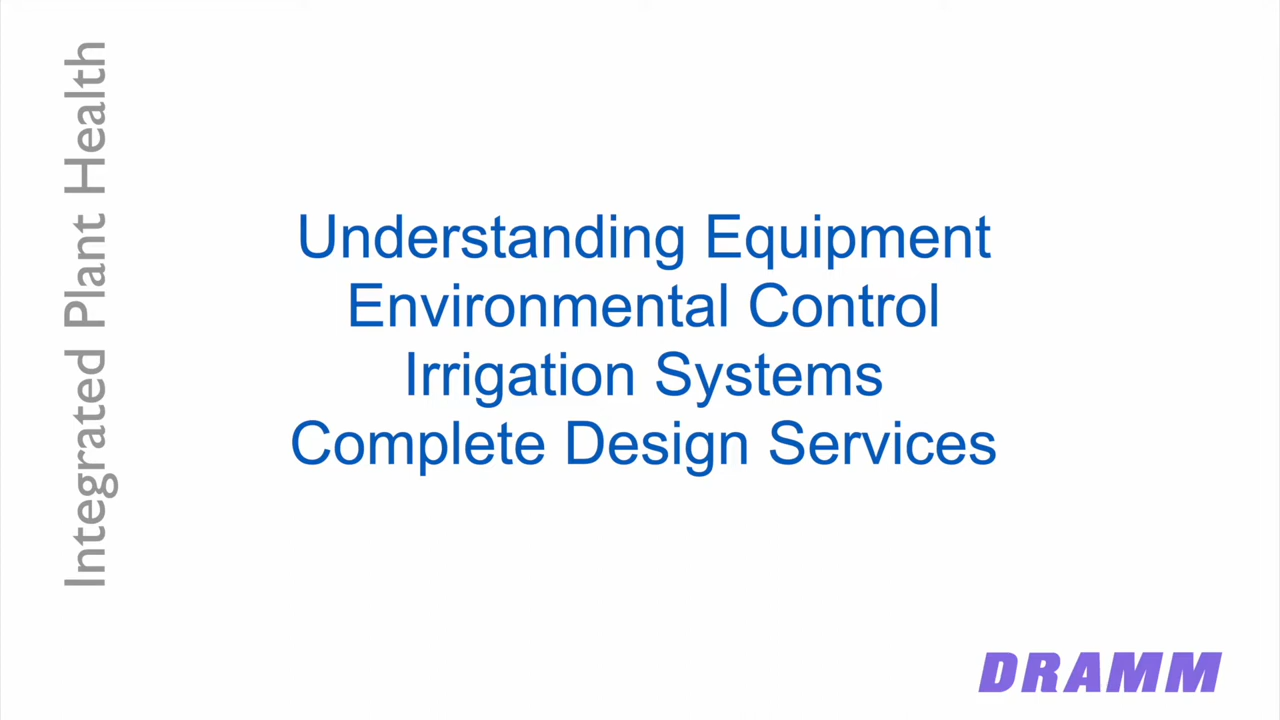 Integrated Plant Health
Understanding Equipment
Environmental Control
Irrigation Systems
Complete Design Services
DRAMM